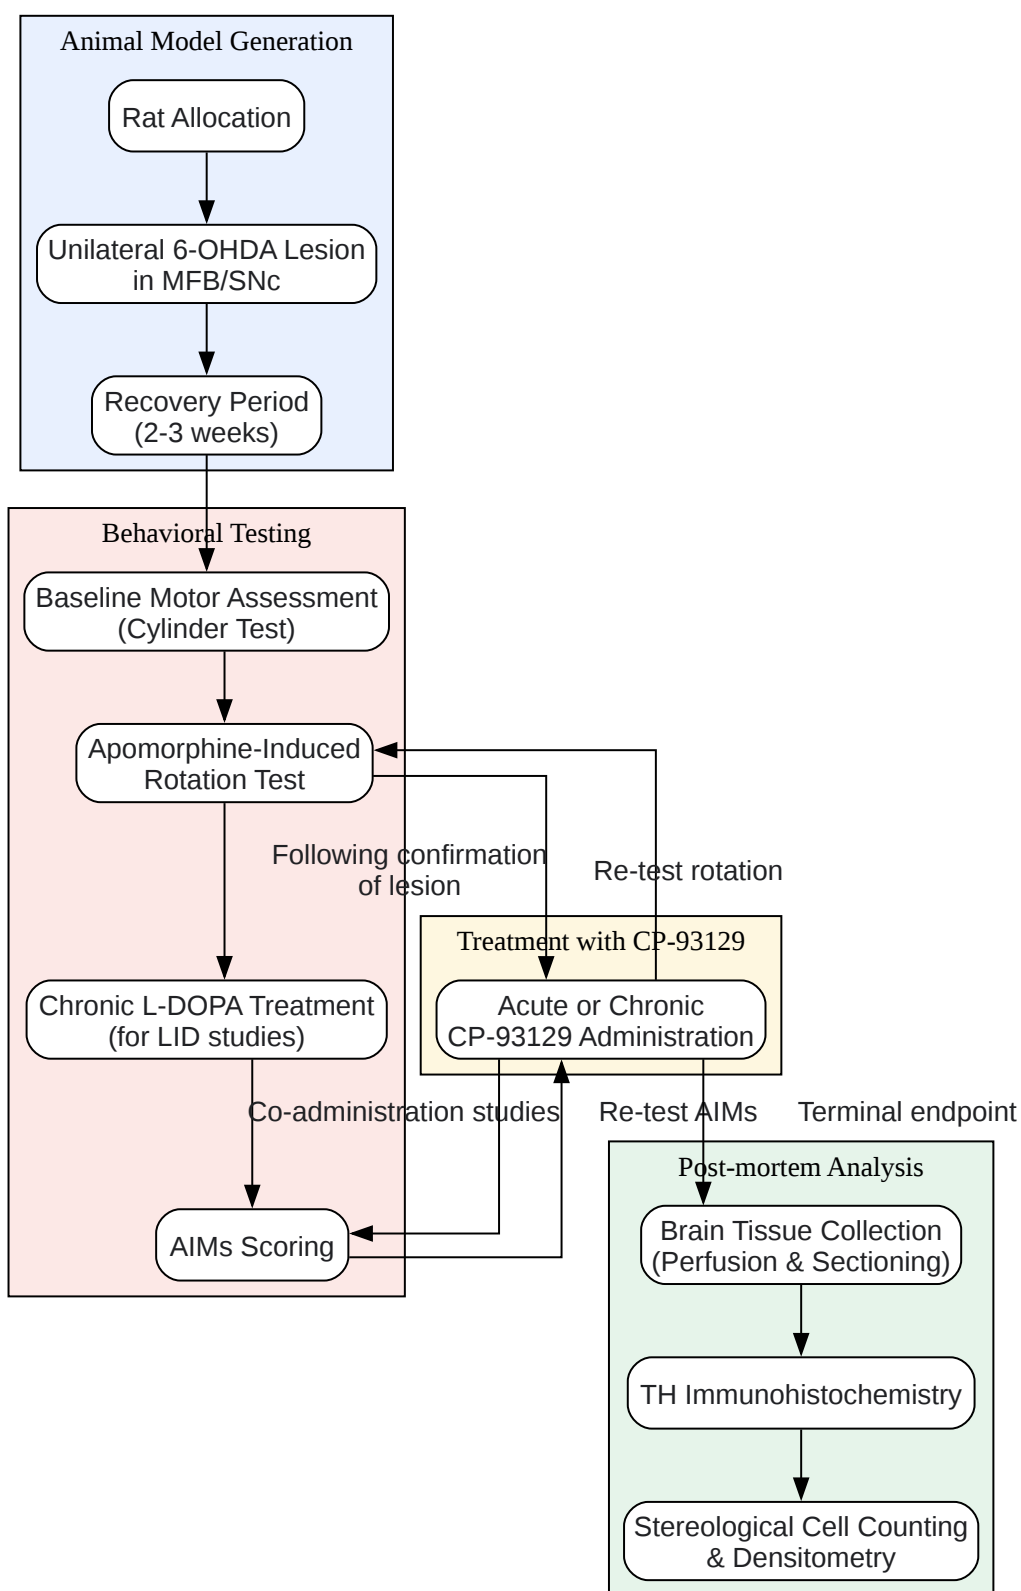 Animal Model Generation
Rat Allocation
Unilateral 6-OHDA Lesion
in MFB/SNc
Recovery Period
(2-3 weeks)
Behavioral Testing
Baseline Motor Assessment
(Cylinder Test)
Apomorphine-Induced
Rotation Test
Following confirmation
of lesion
Re-test rotation
Treatment with CP-93129
Chronic L-DOPA Treatment
(for LID studies)
Acute or Chronic
CP-93129 Administration
Co-administration studies
Re-test AIMs
Terminal endpoint
Post-mortem Analysis
AIMs Scoring
Brain Tissue Collection
(Perfusion & Sectioning)
TH Immunohistochemistry
Stereological Cell Counting
& Densitometry